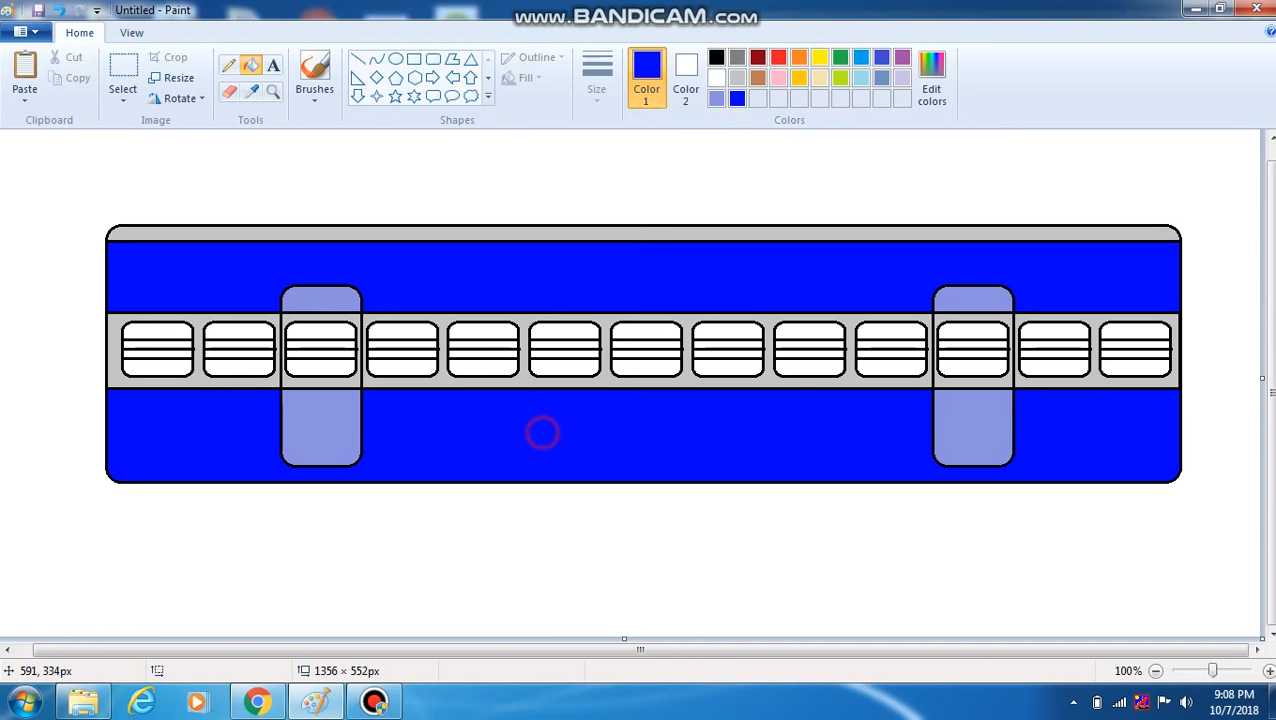 Untitled - Paint
www.BANDICAM.com
Home
View
Paste
Cut
Copy
Clipboard
Select
Crop
Resize
Rotate
Image
A
Tools
Brushes
Outline
Fill
Shapes
Size
Color 1
Color 2
Edit colors
Colors
591, 334px
1356 × 552px
100%
9:08 PM
10/7/2018